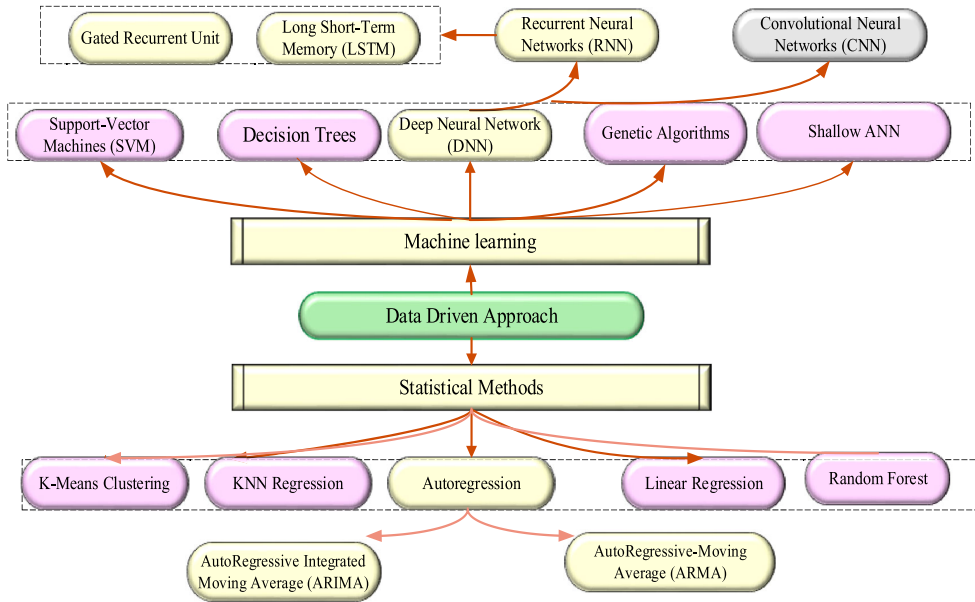 Gated Recurrent Unit
Long Short-Term
Memory (LSTM)
Recurrent Neural
Networks (RNN)
Convolutional Neural
Networks (CNN)
Support-Vector
Machines (SVM)
Decision Trees
Deep Neural Network
(DNN)
Genetic Algorithms
Shallow ANN
Machine learning
Data Driven Approach
Statistical Methods
K-Means Clustering
KNN Regression
Autoregression
Linear Regression
Random Forest
AutoRegressive Integrated
Moving Average (ARIMA)
AutoRegressive-Moving
Average (ARMA)